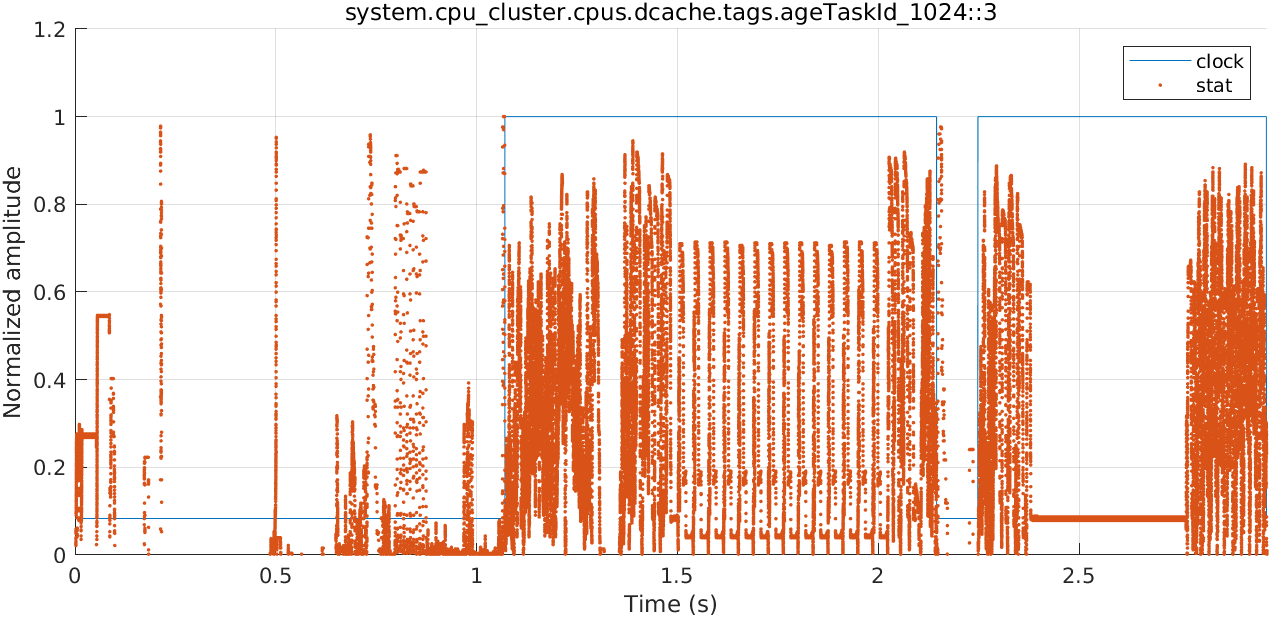 system.cpu_cluster.cpus.dcache.tags.ageTaskId_1024::3
1.2
1
0.8
0.6
0.4
0.2
0
Normalized amplitude
clock
stat
0 0.5 1 1.5 2 2.5
Time (s)